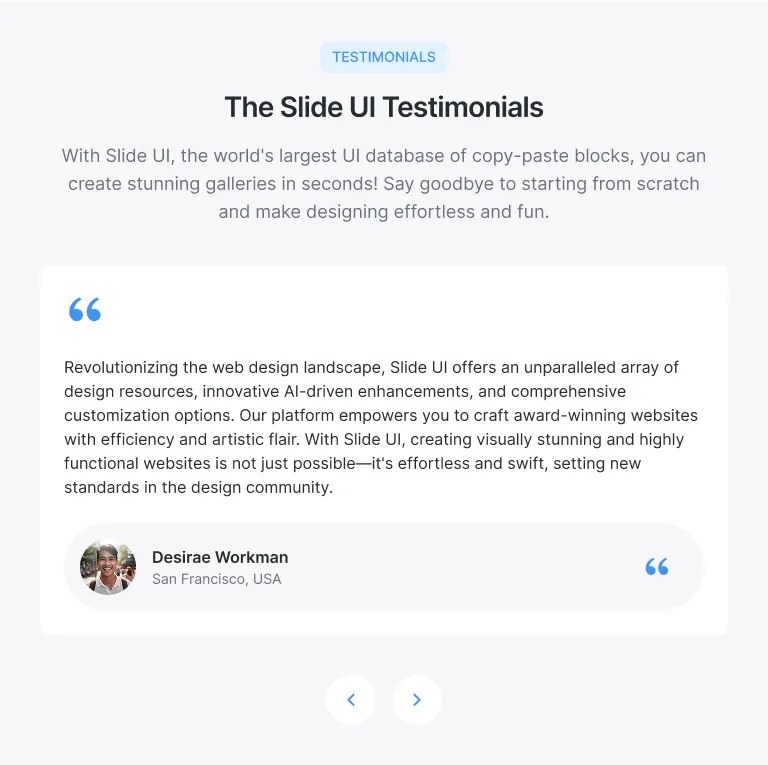 TESTIMONIALS
The Slide UI Testimonials
With Slide UI, the world's largest UI database of copy-paste blocks, you can
create stunning galleries in seconds! Say goodbye to starting from scratch
and make designing effortless and fun.
Revolutionizing the web design landscape, Slide UI offers an unparalleled array of
design resources, innovative AI-driven enhancements, and comprehensive
customization options. Our platform empowers you to craft award-winning websites
with efficiency and artistic flair. With Slide UI, creating visually stunning and highly
functional websites is not just possible—it's effortless and swift, setting new
standards in the design community.
Desirae Workman
San Francisco, USA